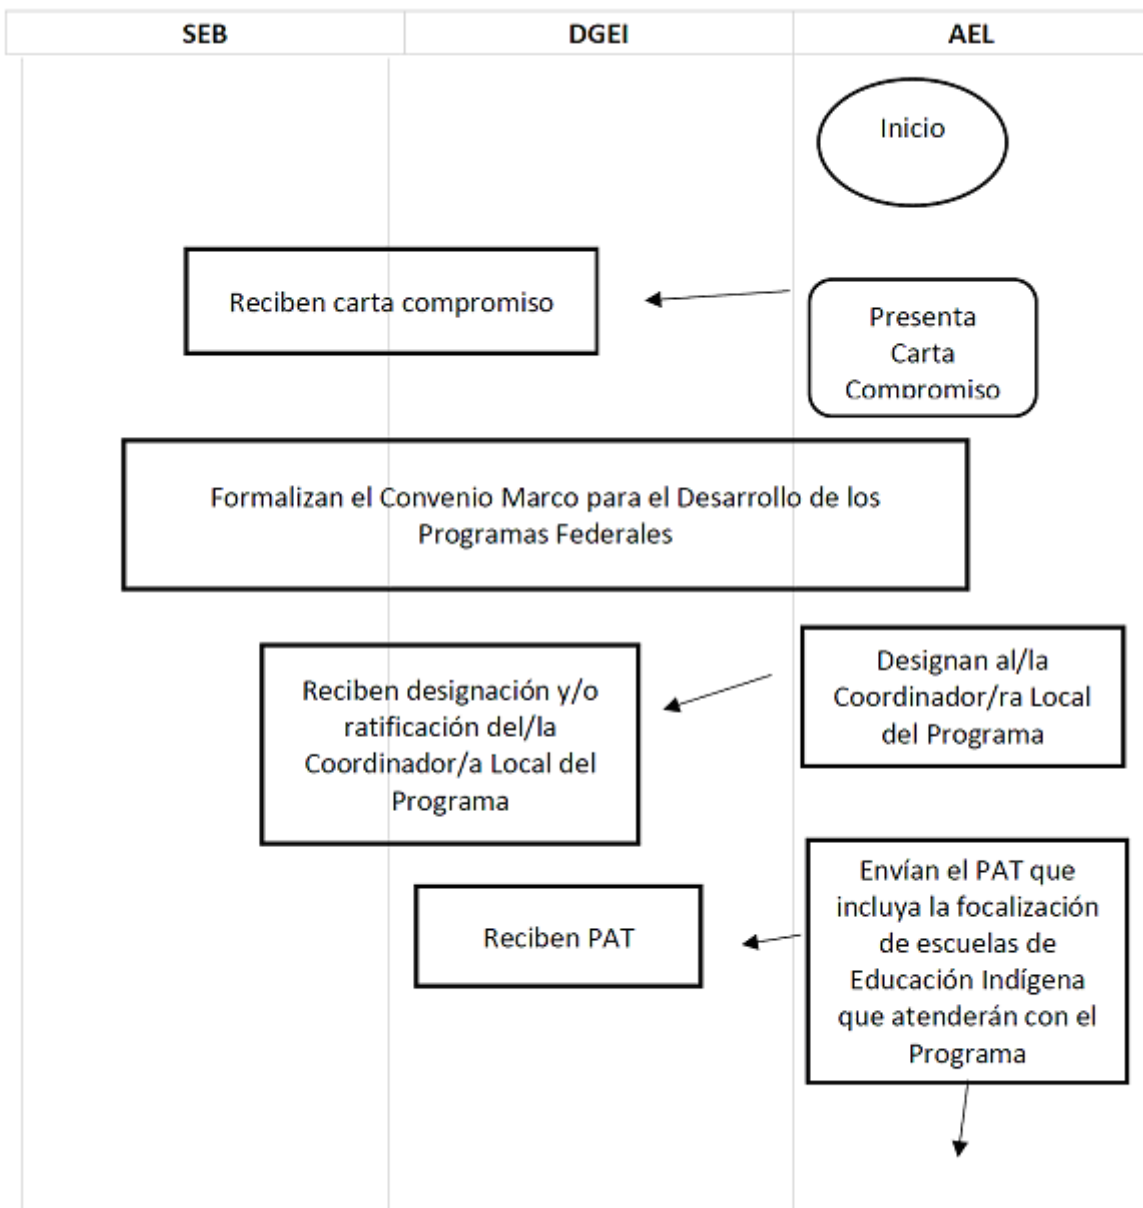 SEB DGEI AEL
Inicio
Reciben carta compromiso
Presenta
Carta
Compromiso
Formalizan el Convenio Marco para el Desarrollo de los
Programas Federales
Reciben designación y/o
ratificación del/la
Coordinador/a Local del
Programa
Designan al/la
Coordinador/ra Local
del Programa
Reciben PAT
Envían el PAT que
incluya la focalización
de escuelas de
Educación Indígena
que atenderán con el
Programa